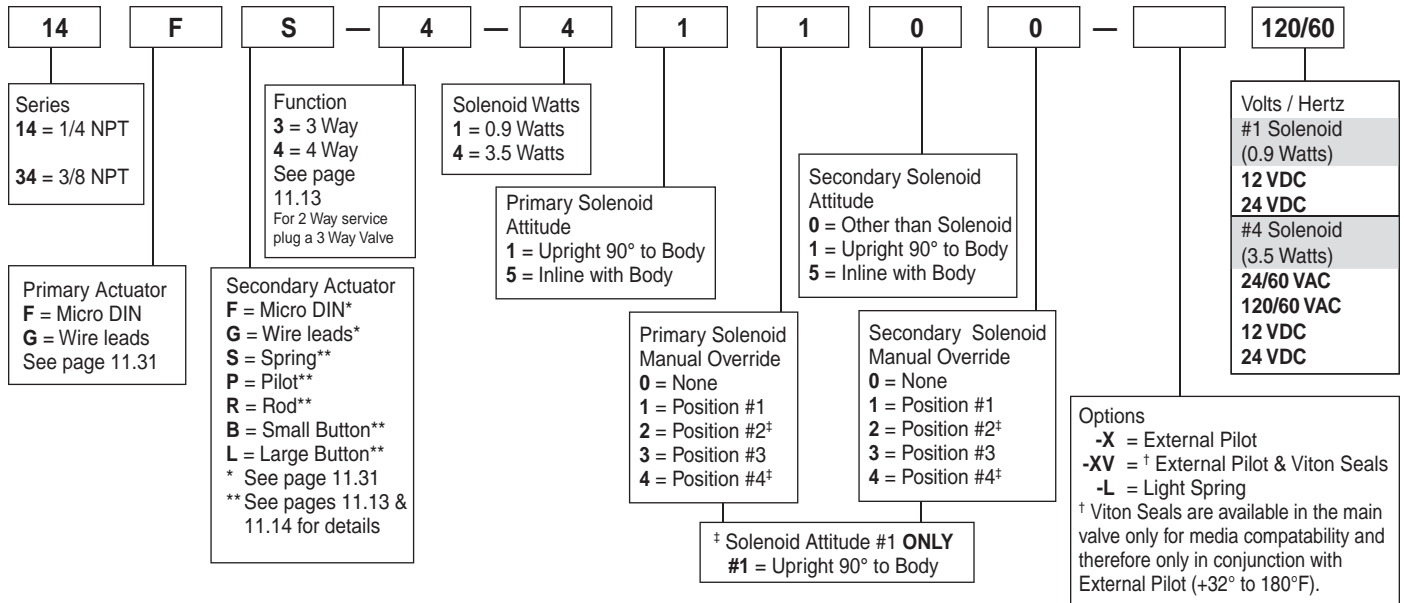 14 F S — 4 — 4 1 1 0 0 — 120/60
Series
14 = 1/4 NPT
34 = 3/8 NPT
Primary Actuator
F = Micro DIN
G = Wire leads
See page 11.31
Secondary Actuator
F = Micro DIN*
G = Wire leads*
S = Spring**
P = Pilot**
R = Rod**
B = Small Button**
L = Large Button**
* See page 11.31
** See pages 11.13 &
11.14 for details
Function
3 = 3 Way
4 = 4 Way
See page
11.13
For 2 Way service
plug a 3 Way Valve
Solenoid Watts
1 = 0.9 Watts
4 = 3.5 Watts
Primary Solenoid
Attitude
1 = Upright 90° to Body
5 = Inline with Body
Primary Solenoid
Manual Override
0 = None
1 = Position #1
2 = Position #2‡
3 = Position #3
4 = Position #4‡
Secondary Solenoid
Attitude
0 = Other than Solenoid
1 = Upright 90° to Body
5 = Inline with Body
Secondary Solenoid
Manual Override
0 = None
1 = Position #1
2 = Position #2‡
3 = Position #3
4 = Position #4‡
‡ Solenoid Attitude #1 ONLY
#1 = Upright 90° to Body
Options
-X = External Pilot
-XV = † External Pilot & Viton Seals
-L = Light Spring
† Viton Seals are available in the main
valve only for media compatability and
therefore only in conjunction with
External Pilot (+32° to 180°F).
Volts / Hertz
#1 Solenoid
(0.9 Watts)
12 VDC
24 VDC
#4 Solenoid
(3.5 Watts)
24/60 VAC
120/60 VAC
12 VDC
24 VDC